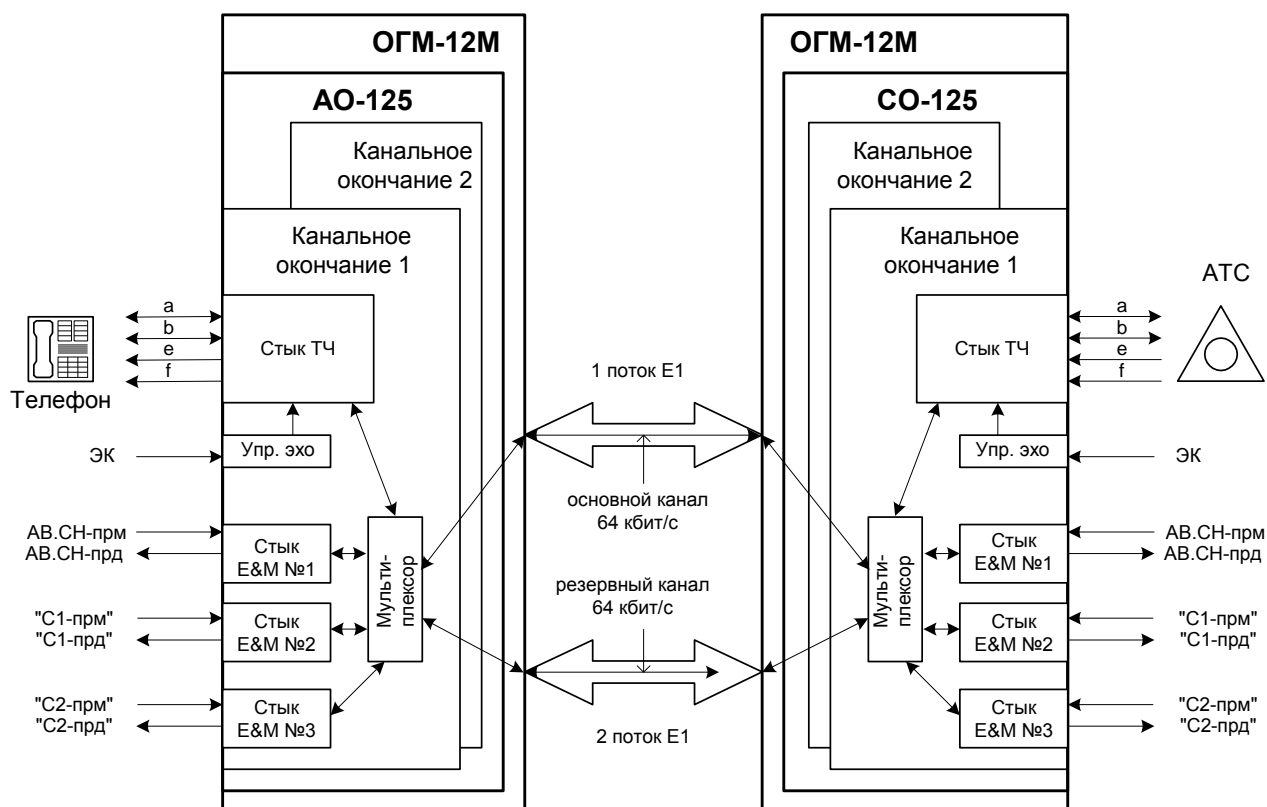 ОГМ-12М
АО-125
Канальное
окончание 2
Канальное
окончание 1
a
b
e
f
Стык ТЧ
Телефон
ЭК
Упр. эхо
АВ.СН-прм
АВ.СН-прд
Стык
E&M №1
"С1-прм"
"С1-прд"
Стык
E&M №2
"С2-прм"
"С2-прд"
Стык
E&M №3
Мульти-
плексор
1 поток E1
основной канал
64 кбит/с
резервный канал
64 кбит/с
2 поток E1
ОГМ-12М
СО-125
Канальное
окончание 2
Канальное
окончание 1
Стык ТЧ
a
b
e
f
АТС
Упр. эхо
ЭК
Мульти-
плексор
Стык
E&M №1
АВ.СН-прм
АВ.СН-прд
Стык
E&M №2
"С1-прм"
"С1-прд"
Стык
E&M №3
"С2-прм"
"С2-прд"